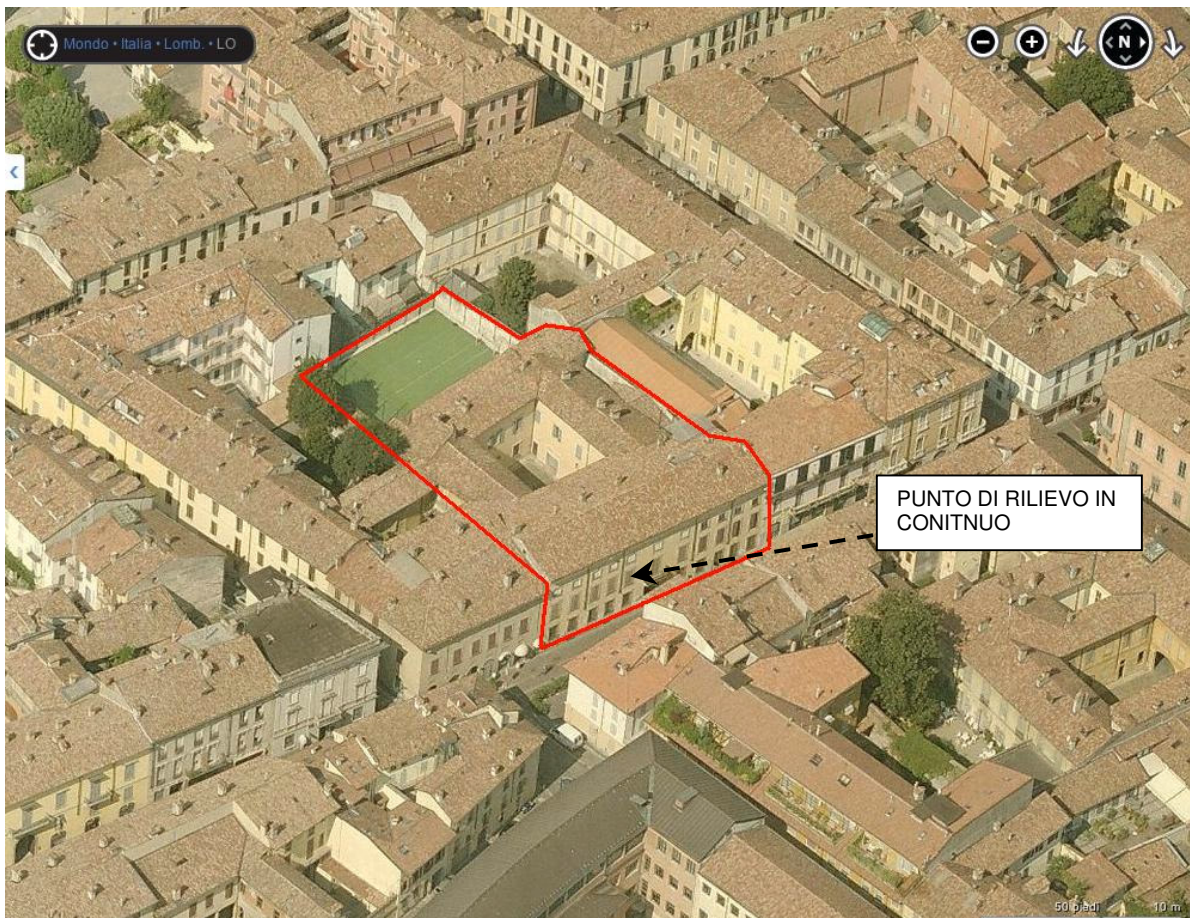 Mondo • Italia • Lomb. • LO
N
PUNTO DI RILIEVO IN
CONITNUO
50 piedi
10 m